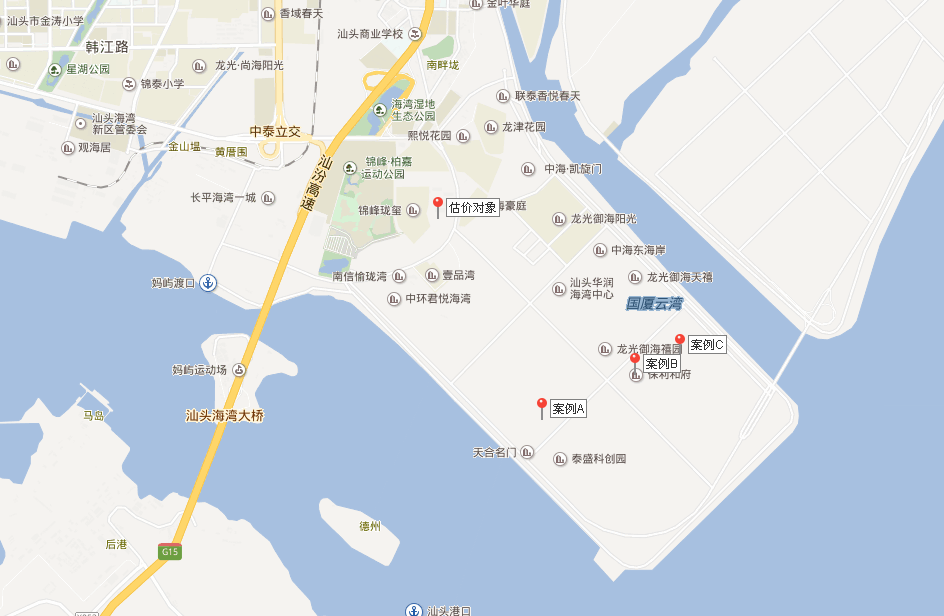 香域春天
金叶华庭
汕头市金涛小学
汕头商业学校
韩江路
南畔垅
星湖公园
龙光·尚海阳光
锦泰小学
联泰香悦春天
海湾湿地
生态公园
汕头海湾
新区管委会
中泰立交
熙悦花园
龙津花园
观海居
金山塭
黄厝围
汕汾高速
锦峰·柏嘉
运动公园
中海·凯旋门
长平海湾一城
锦峰珑玺
估价对象
海豪庭
龙光御海阳光
中海东海岸
妈屿渡口
南信愉珑湾
壹品湾
汕头华润
海湾中心
龙光御海天禧
中环君悦海湾
国厦云湾
龙光御海禧园
案例C
案例B
保利和府
妈屿运动场
案例A
马岛
汕头海湾大桥
天合名门
泰盛科创园
德州
后港
G15
汕头港口